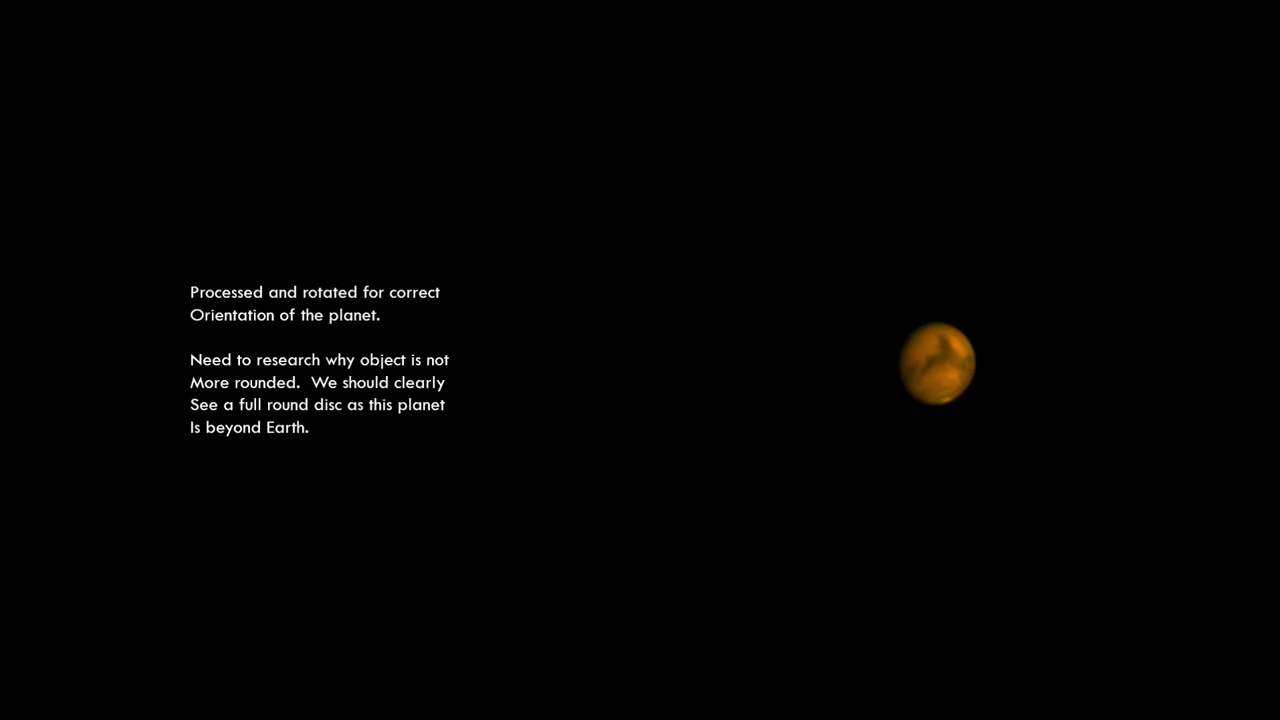 Processed and rotated for correct
Orientation of the planet.
Need to research why object is not
More rounded.  We should clearly
See a full round disc as this planet
Is beyond Earth.